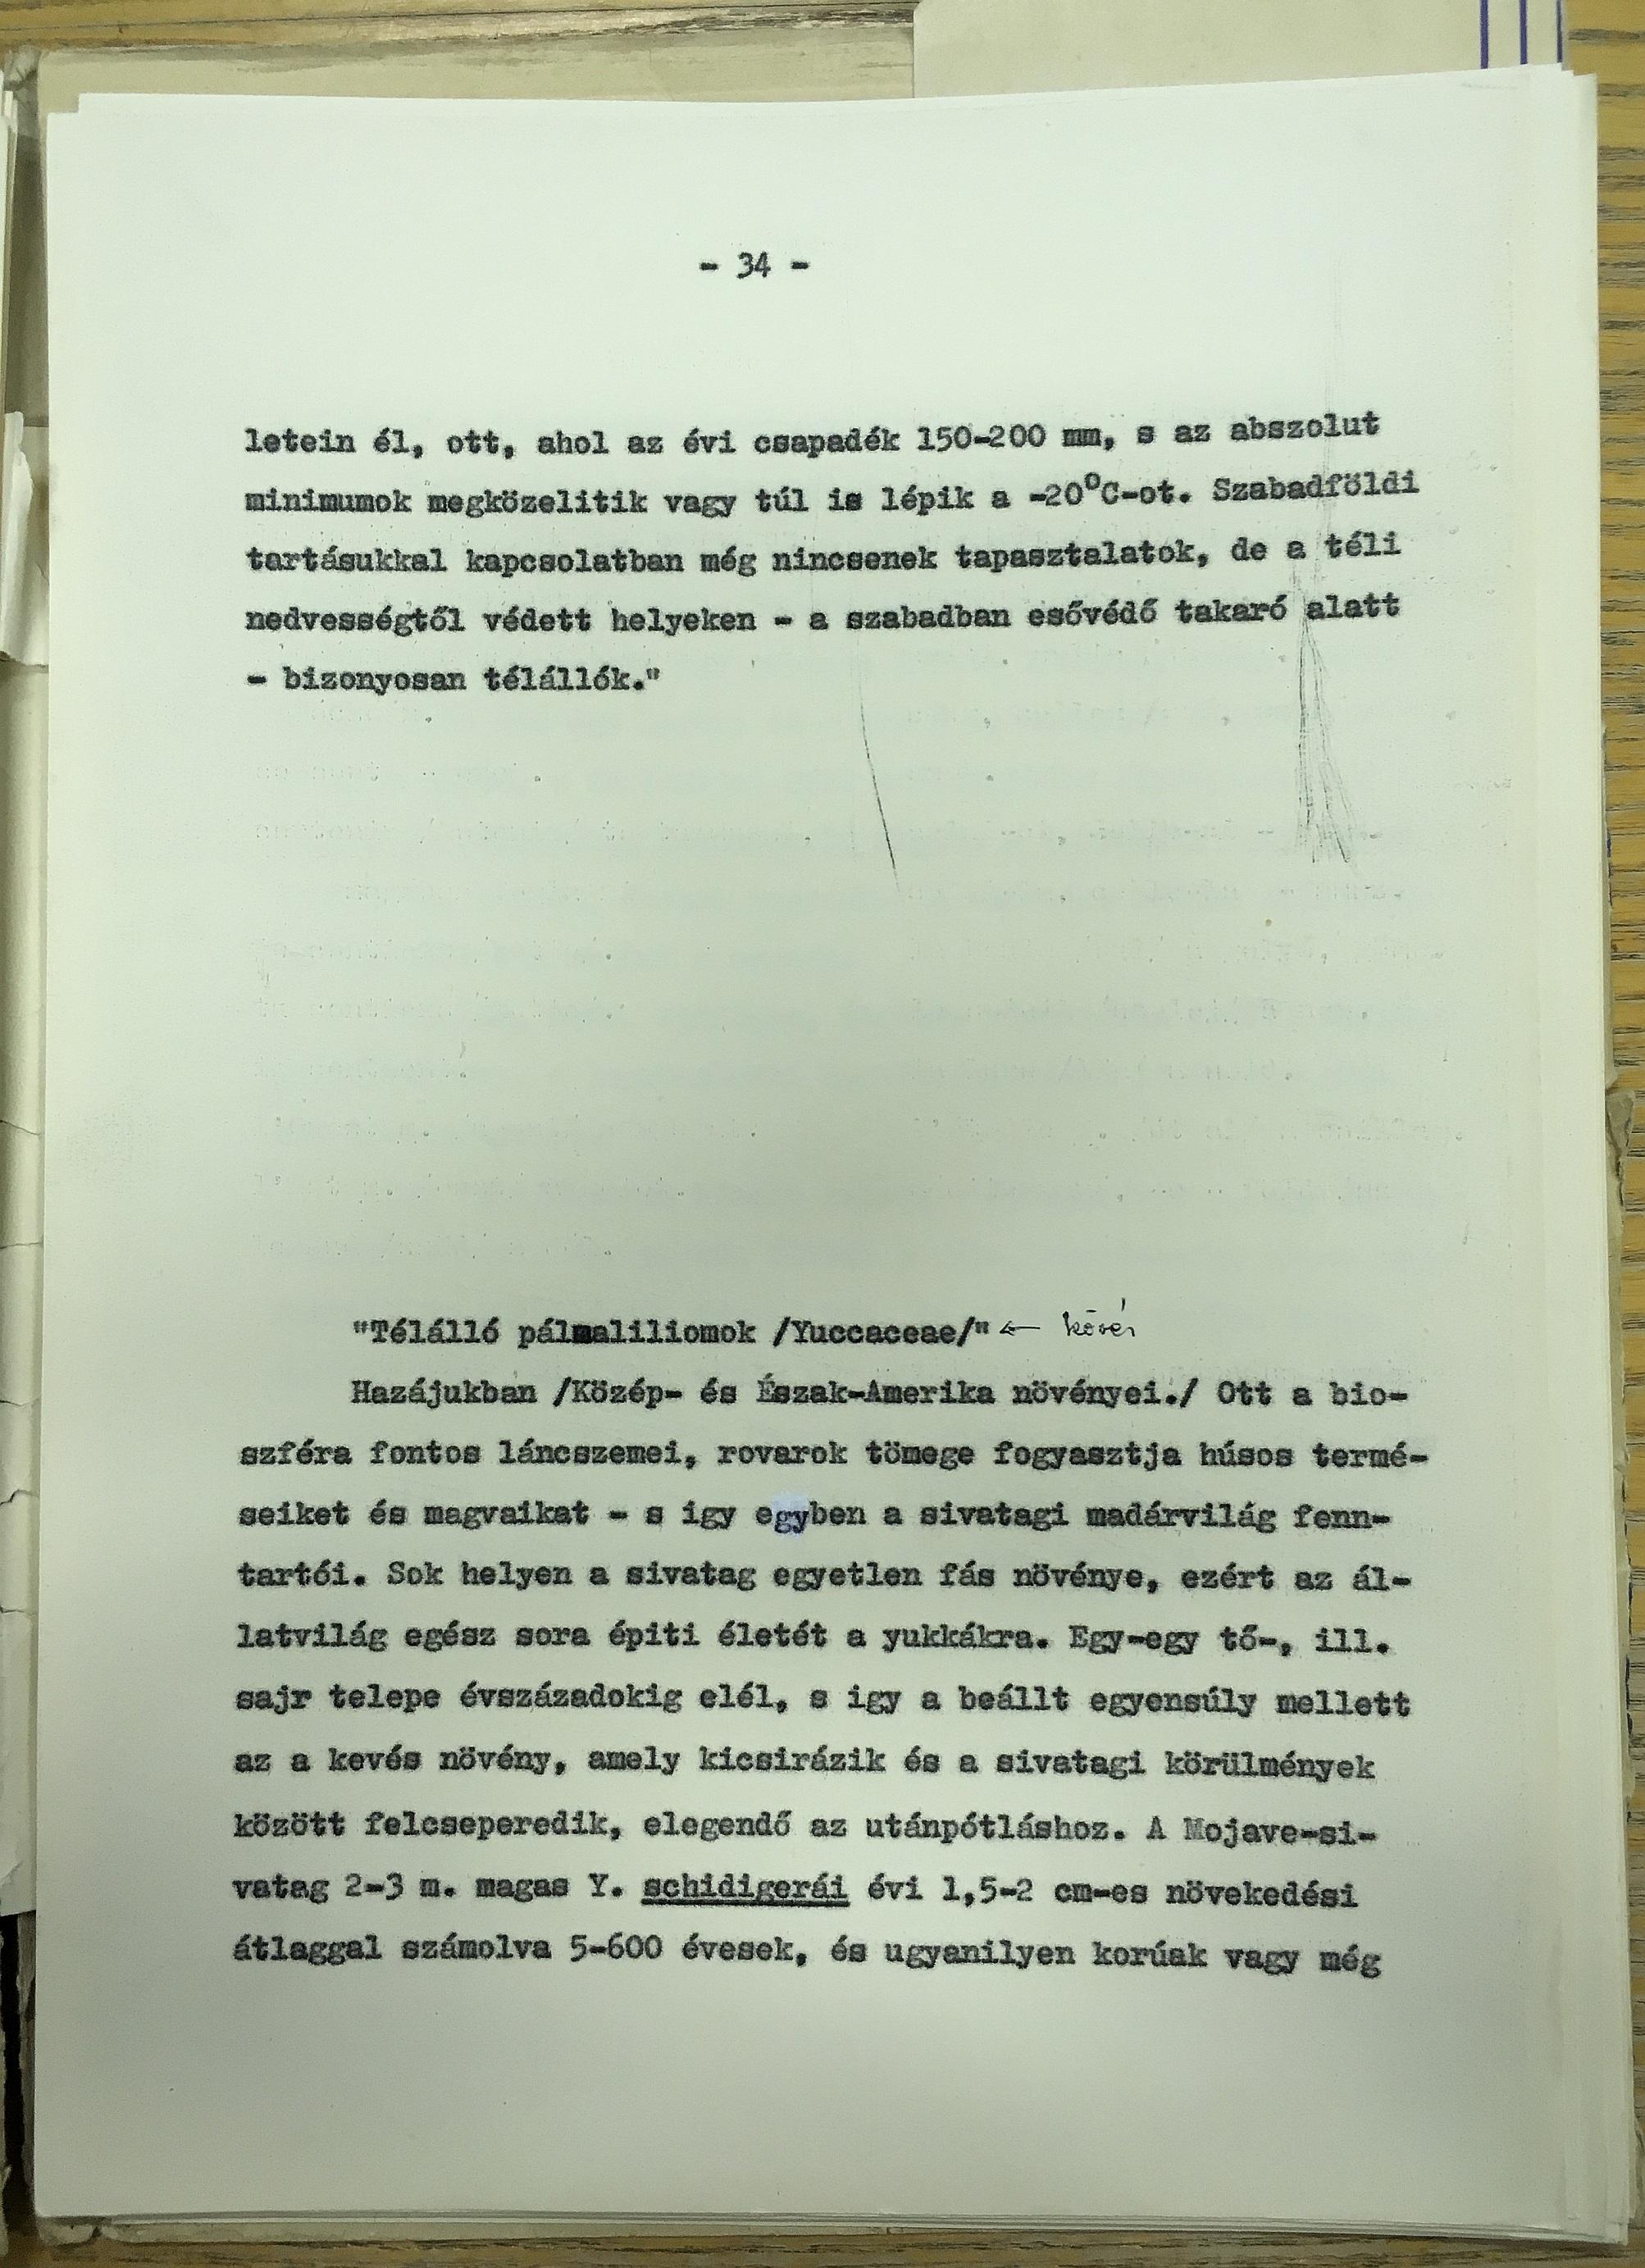 - 34 -
letein él, ott, ahol az évi csapadék 150-200 mm, s az abszolut
minimumok megközelitik vagy túl is lépik a -20°C-ot. Szabadföldi
tartásukkal kapcsolatban még nincsenek tapasztalatok, de a téli
nedvességtől védett helyeken - a szabadban esővédő takaró alatt
- bizonyosan télállók."
"Télálló pálmaliliomok /Yuccaceae/" ← kövér
Hazájukban /Közép- és Észak-Amerika növényei./ Ott a bio-
szféra fontos láncszemei, rovarok tömege fogyasztja húsos termé-
seiket és magvaikat - s igy egyben a sivatagi madárvilág fenn-
tartói. Sok helyen a sivatag egyetlen fás növénye, ezért az ál-
latvilág egész sora épiti életét a yukkákra. Egy-egy tő-, ill.
sajr telepe évszázadokig elél, s igy a beállt egyensúly mellett
az a kevés növény, amely kicsirázik és a sivatagi körülmények
között felcseperedik, elegendő az utánpótláshoz. A Mojave-si-
vatag 2-3 m. magas Y. schidigerái évi 1,5-2 cm-es növekedési
átlaggal számolva 5-600 évesek, és ugyanilyen korúak vagy még